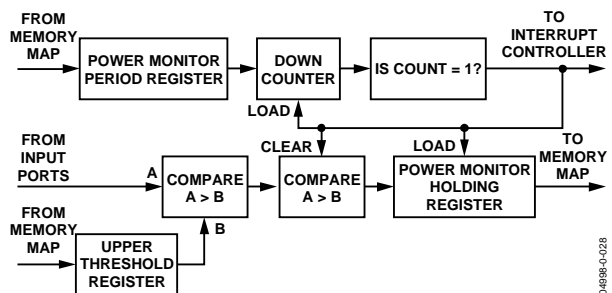 FROM
MEMORY
MAP
POWER MONITOR
PERIOD REGISTER
DOWN
COUNTER
IS COUNT = 1?
TO
INTERRUPT
CONTROLLER
LOAD
FROM
INPUT
PORTS
A
COMPARE
A > B
CLEAR
COMPARE
A > B
LOAD
POWER MONITOR
HOLDING
REGISTER
TO
MEMORY
MAP
FROM
MEMORY
MAP
B
UPPER
THRESHOLD
REGISTER
04998-0-028